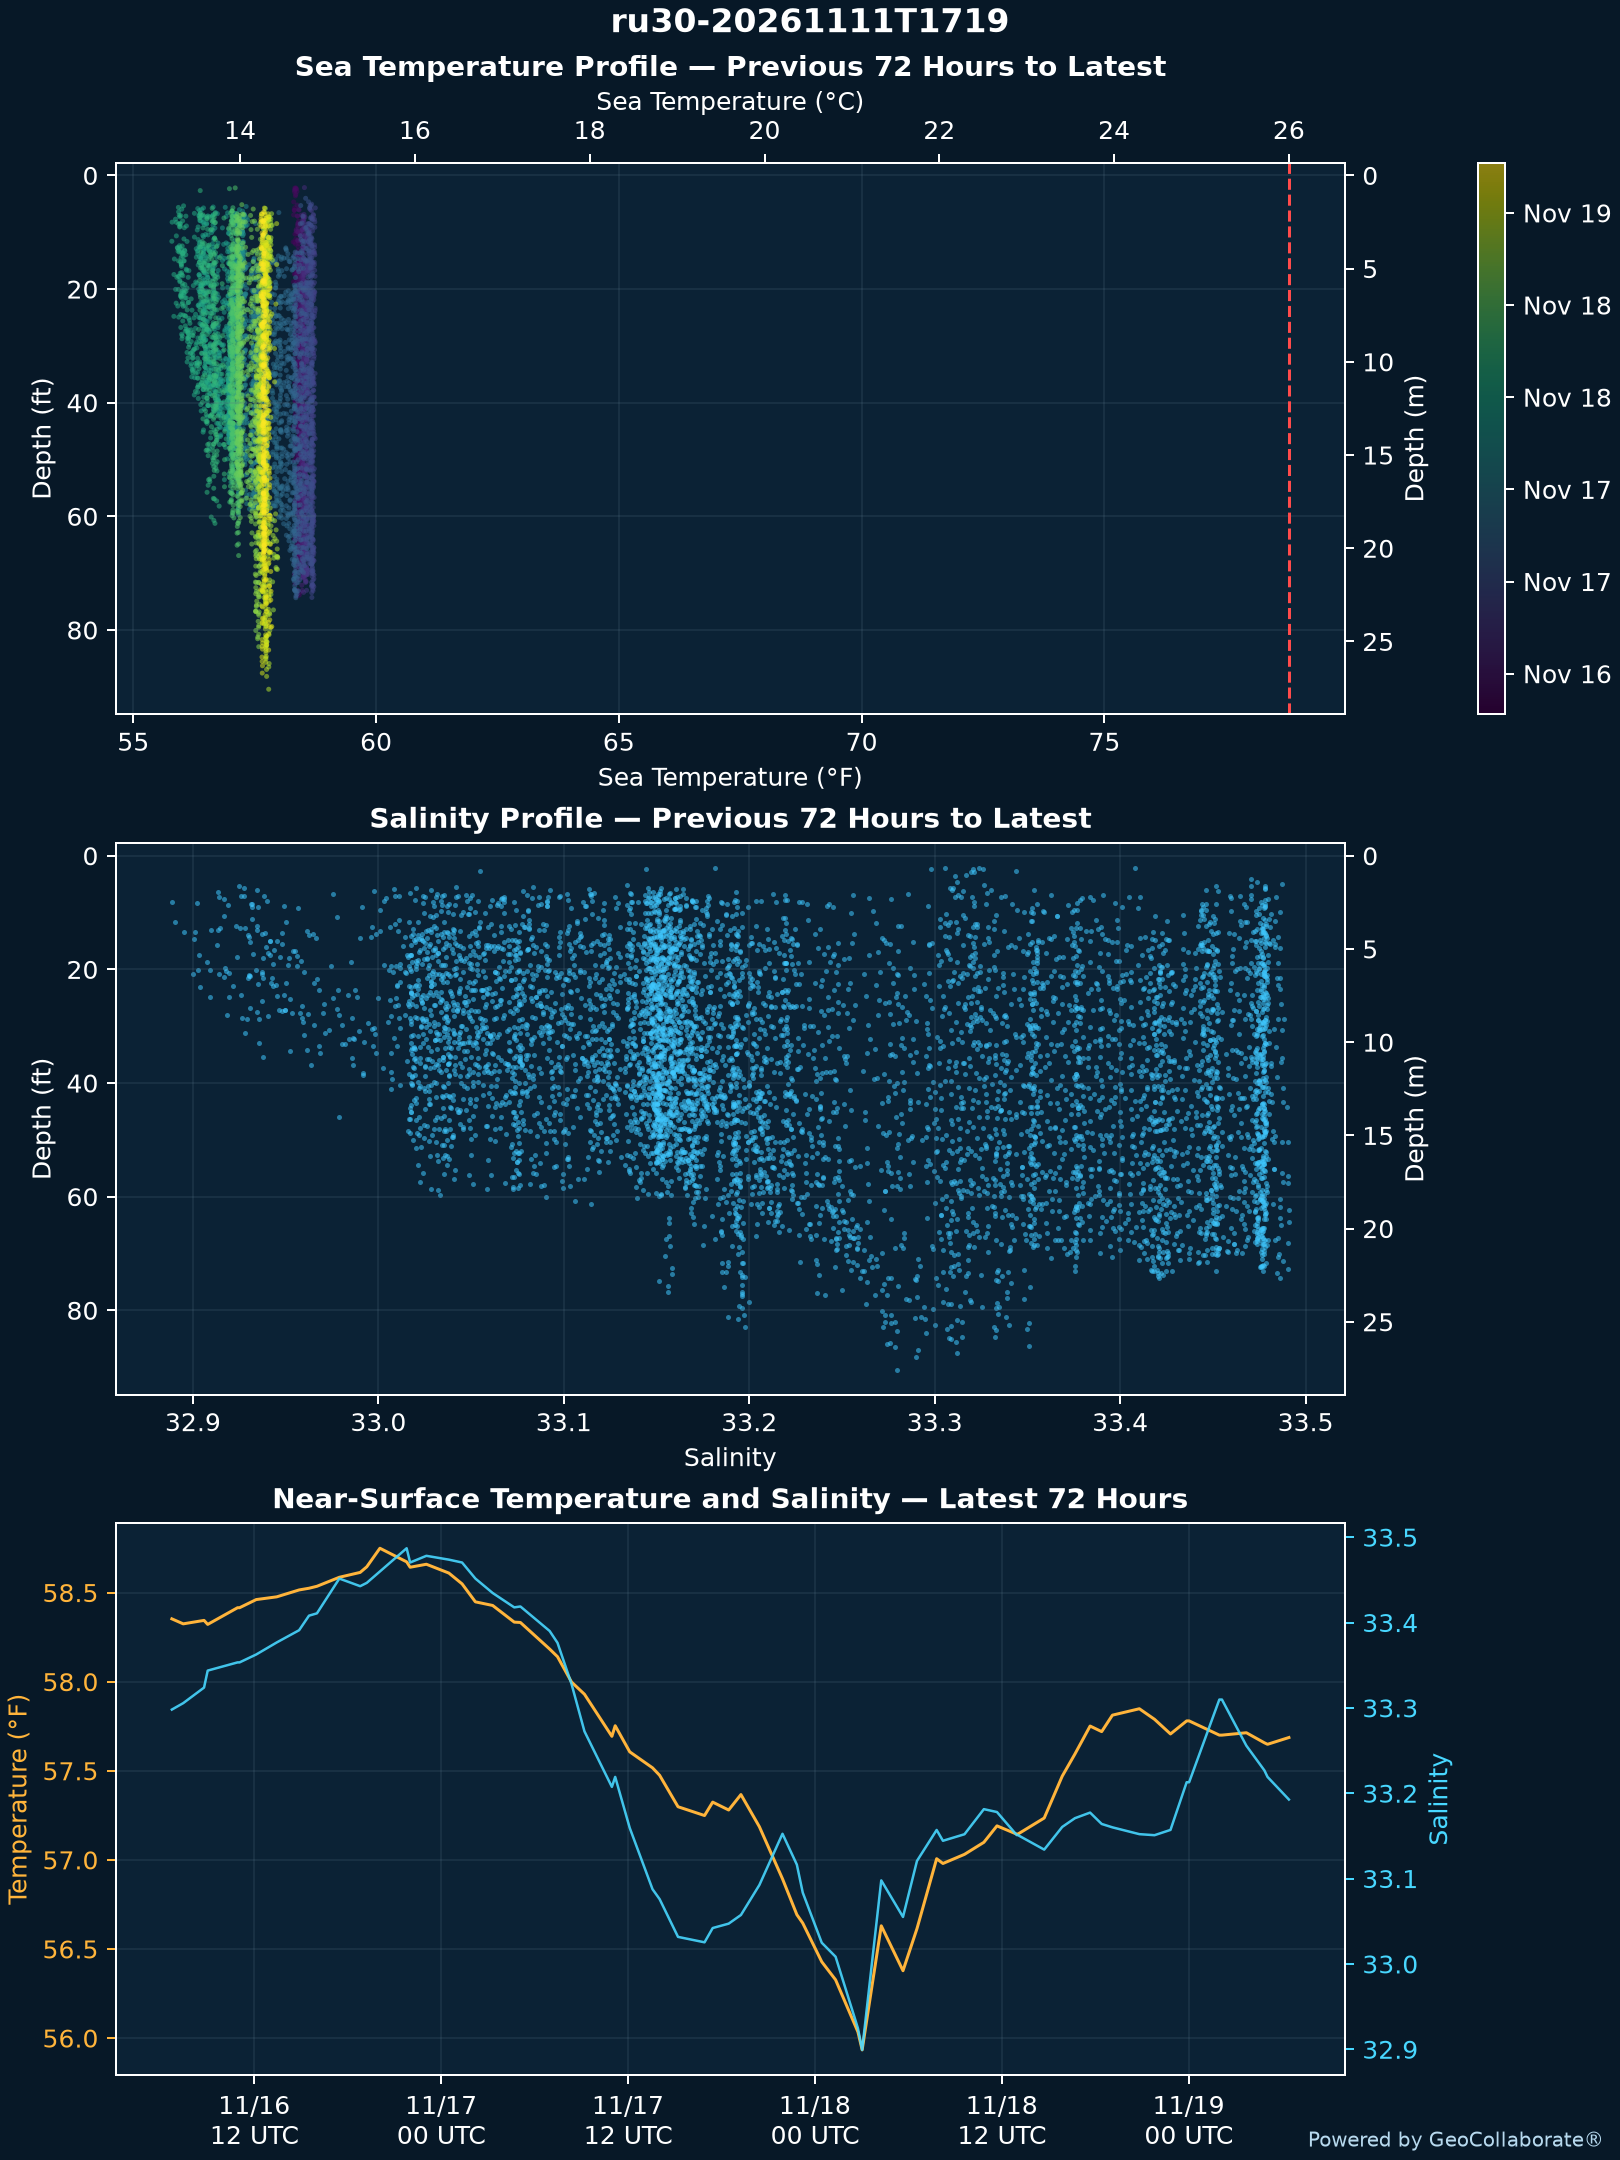 ru30-20261111T1719
Sea Temperature Profile — Previous 72 Hours to Latest
Sea Temperature (°C)
14 16 18 20 22 24 26
0
20
40
60
80
Depth (ft)
0
5
10
15
20
25
Depth (m)
Nov 19
Nov 18
Nov 18
Nov 17
Nov 17
Nov 16
55 60 65 70 75
Sea Temperature (°F)
Salinity Profile — Previous 72 Hours to Latest
0
20
40
60
80
Depth (ft)
0
5
10
15
20
25
Depth (m)
32.9 33.0 33.1 33.2 33.3 33.4 33.5
Salinity
Near-Surface Temperature and Salinity — Latest 72 Hours
58.5
58.0
57.5
57.0
56.5
56.0
Temperature (°F)
33.5
33.4
33.3
33.2
33.1
33.0
32.9
Salinity
11/16 11/17 11/17 11/18 11/18 11/19
12 UTC 00 UTC 12 UTC 00 UTC 12 UTC 00 UTC
Powered by GeoCollaborate®